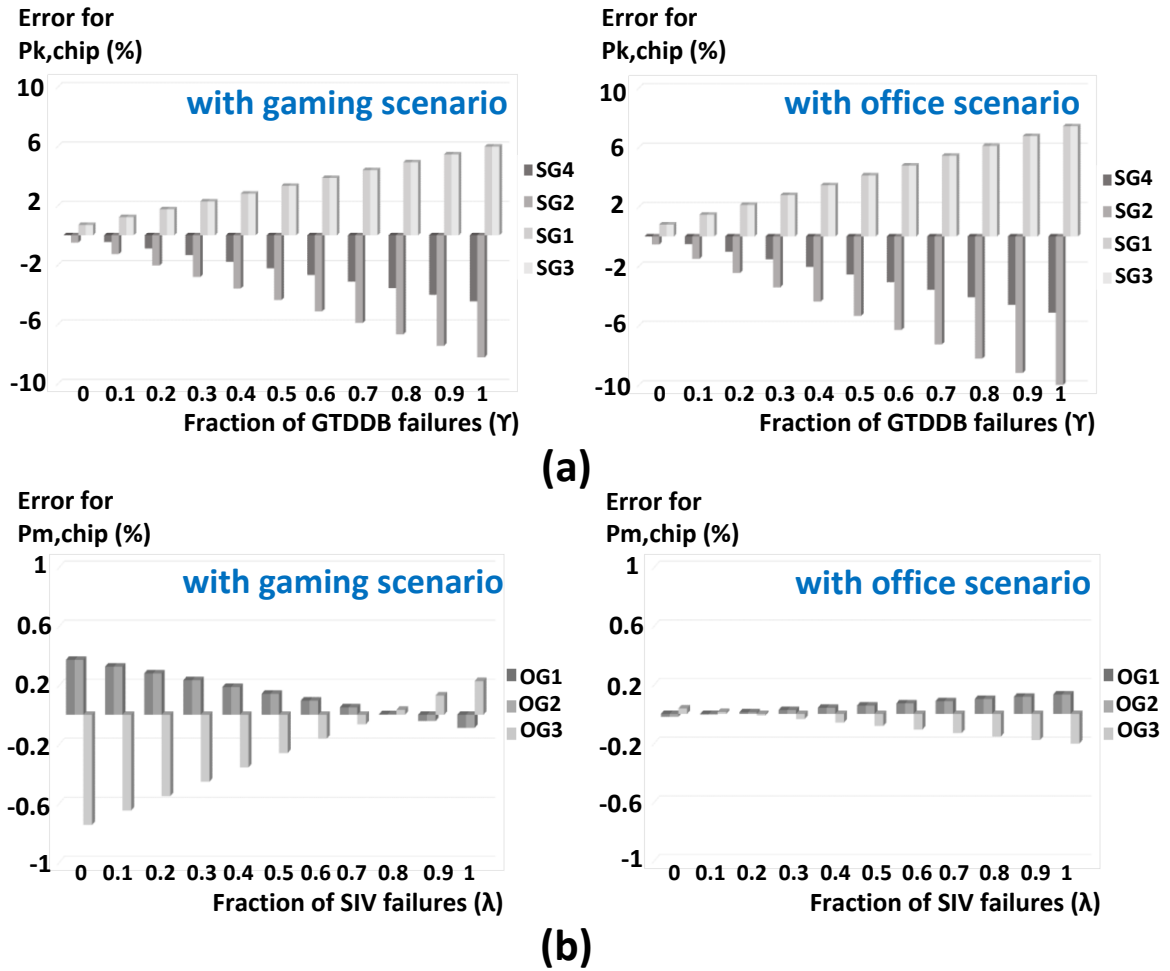 Error for
Pk,chip (%)
with gaming scenario
10
6
2
-2
-6
-10
0 0.1 0.2 0.3 0.4 0.5 0.6 0.7 0.8 0.9 1
Fraction of GTDDB failures (ϒ)
SG4
SG2
SG1
SG3
Error for
Pk,chip (%)
with office scenario
10
6
2
-2
-6
-10
0 0.1 0.2 0.3 0.4 0.5 0.6 0.7 0.8 0.9 1
Fraction of GTDDB failures (ϒ)
SG4
SG2
SG1
SG3
(a)
Error for
Pm,chip (%)
with gaming scenario
1
0.6
0.2
-0.2
-0.6
-1
0 0.1 0.2 0.3 0.4 0.5 0.6 0.7 0.8 0.9 1
Fraction of SIV failures (λ)
OG1
OG2
OG3
Error for
Pm,chip (%)
with office scenario
1
0.6
0.2
-0.2
-0.6
-1
0 0.1 0.2 0.3 0.4 0.5 0.6 0.7 0.8 0.9 1
Fraction of SIV failures (λ)
OG1
OG2
OG3
(b)